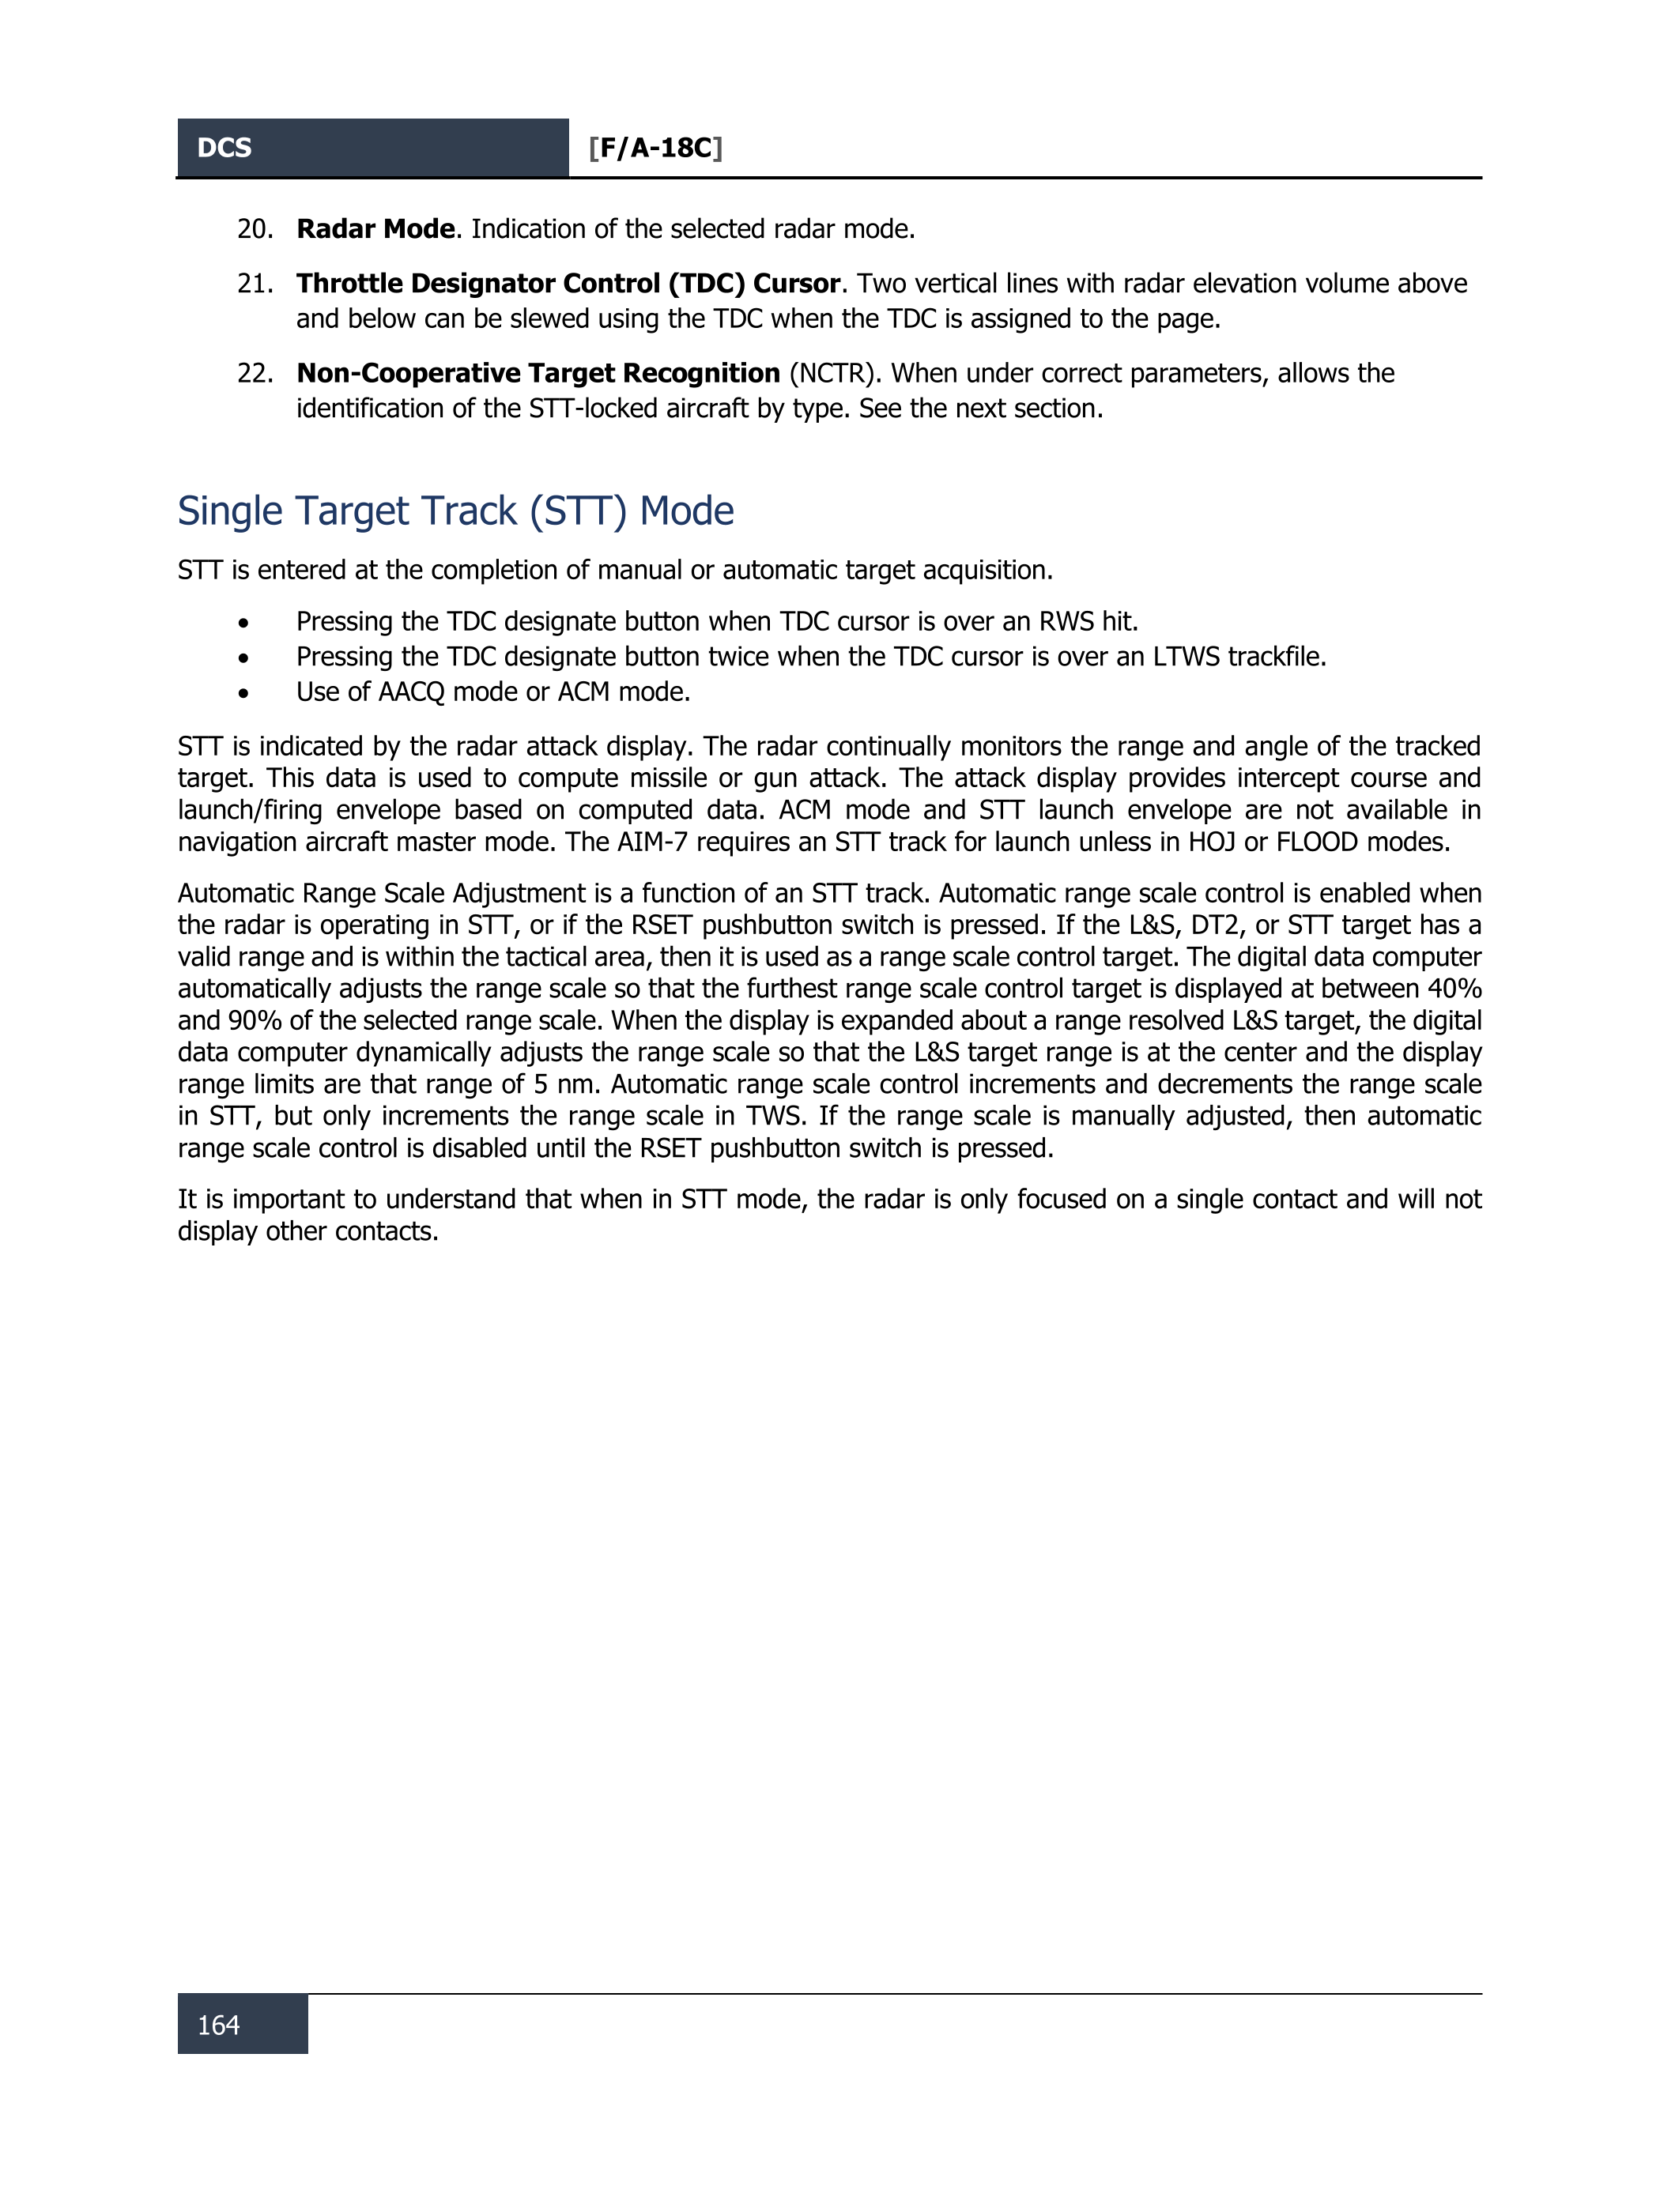 DCS [F/A-18C]
20. Radar Mode. Indication of the selected radar mode.
21. Throttle Designator Control (TDC) Cursor. Two vertical lines with radar elevation volume above
and below can be slewed using the TDC when the TDC is assigned to the page.
22. Non-Cooperative Target Recognition (NCTR). When under correct parameters, allows the
identification of the STT-locked aircraft by type. See the next section.
Single Target Track (STT) Mode
STT is entered at the completion of manual or automatic target acquisition.
• Pressing the TDC designate button when TDC cursor is over an RWS hit.
• Pressing the TDC designate button twice when the TDC cursor is over an LTWS trackfile.
• Use of AACQ mode or ACM mode.
STT is indicated by the radar attack display. The radar continually monitors the range and angle of the tracked
target. This data is used to compute missile or gun attack. The attack display provides intercept course and
launch/firing envelope based on computed data. ACM mode and STT launch envelope are not available in
navigation aircraft master mode. The AIM-7 requires an STT track for launch unless in HOJ or FLOOD modes.
Automatic Range Scale Adjustment is a function of an STT track. Automatic range scale control is enabled when
the radar is operating in STT, or if the RSET pushbutton switch is pressed. If the L&S, DT2, or STT target has a
valid range and is within the tactical area, then it is used as a range scale control target. The digital data computer
automatically adjusts the range scale so that the furthest range scale control target is displayed at between 40%
and 90% of the selected range scale. When the display is expanded about a range resolved L&S target, the digital
data computer dynamically adjusts the range scale so that the L&S target range is at the center and the display
range limits are that range of 5 nm. Automatic range scale control increments and decrements the range scale
in STT, but only increments the range scale in TWS. If the range scale is manually adjusted, then automatic
range scale control is disabled until the RSET pushbutton switch is pressed.
It is important to understand that when in STT mode, the radar is only focused on a single contact and will not
display other contacts.
164